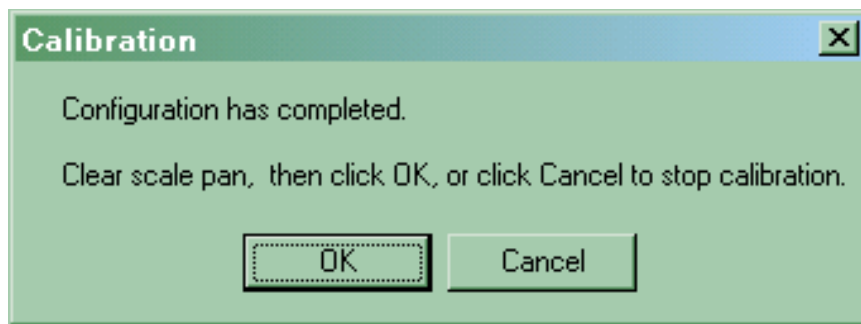 Calibration
Configuration has completed.
Clear scale pan,  then click OK, or click Cancel to stop calibration.
OK
Cancel